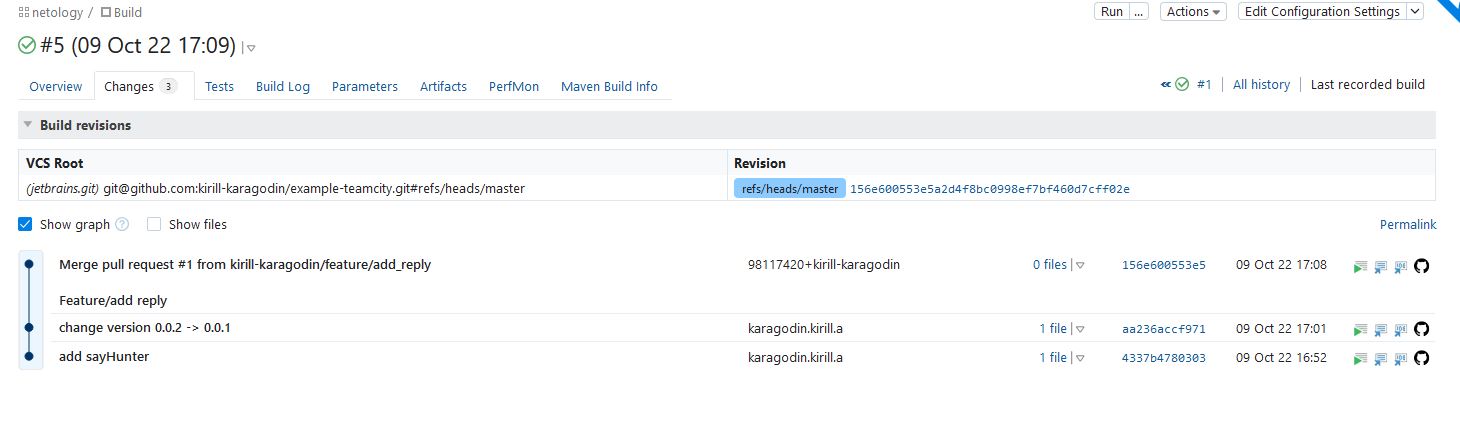 netology / Build Run ... Actions Edit Configuration Settings
#5 (09 Oct 22 17:09)
Overview Changes 3 Tests Build Log Parameters Artifacts PerfMon Maven Build Info #1 All history Last recorded build
Build revisions
VCS Root Revision
(jetbrains.git) git@github.com:kirill-karagodin/example-teamcity.git#refs/heads/master refs/heads/master 156e600553e5a2d4f8bc0998ef7bf460d7cff02e
Show graph ? Show files Permalink
Merge pull request #1 from kirill-karagodin/feature/add_reply 98117420+kirill-karagodin 0 files 156e600553e5 09 Oct 22 17:08
Feature/add reply
change version 0.0.2 -> 0.0.1 karagodin.kirill.a 1 file aa236accf971 09 Oct 22 17:01
add sayHunter karagodin.kirill.a 1 file 4337b4780303 09 Oct 22 16:52